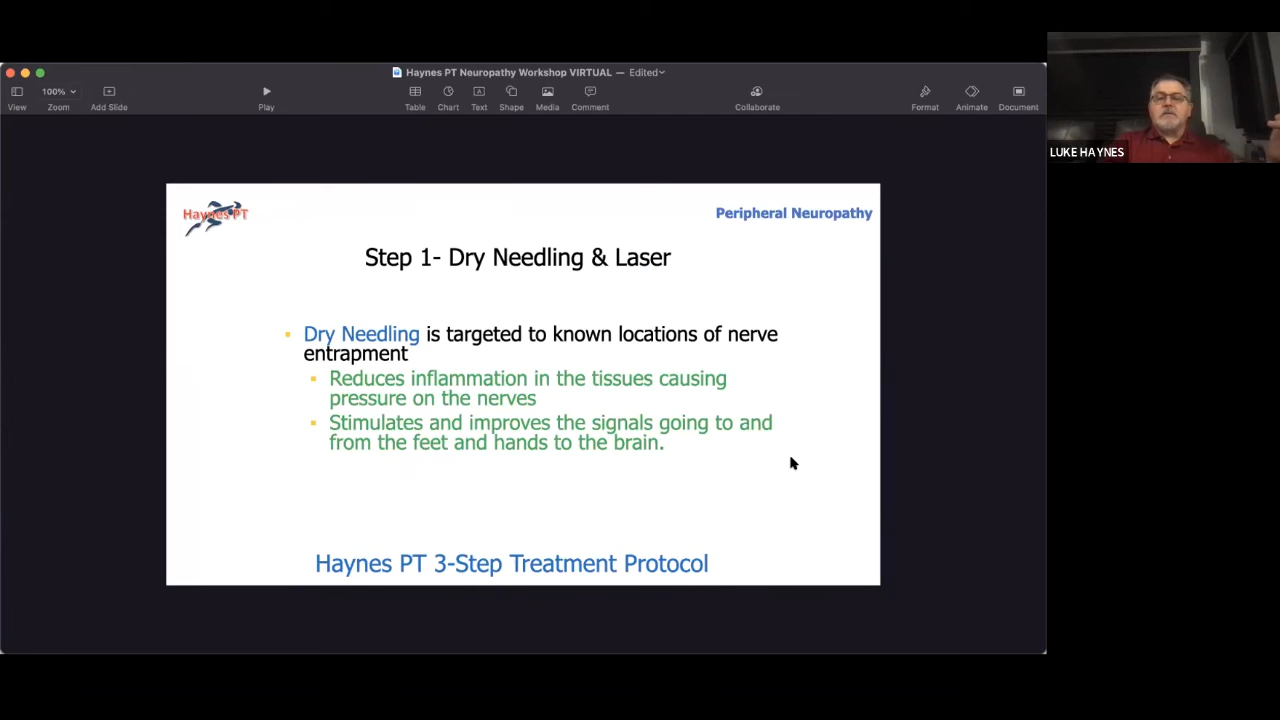 Haynes PT Neuropathy Workshop VIRTUAL — Edited
100%
View
Zoom
Add Slide
Play
Table
Chart
Text
Shape
Media
Comment
Collaborate
Format
Animate
Document
LUKE HAYNES
Haynes PT
Peripheral Neuropathy
Step 1- Dry Needling & Laser
Dry Needling is targeted to known locations of nerve
entrapment
Reduces inflammation in the tissues causing
pressure on the nerves
Stimulates and improves the signals going to and
from the feet and hands to the brain.
Haynes PT 3-Step Treatment Protocol